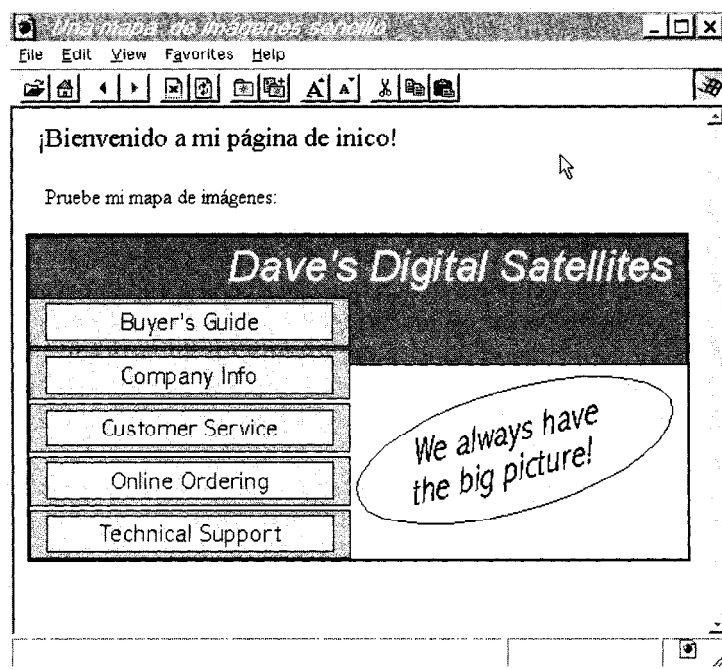 Una mapa de imágenes sencillo
File Edit View Favorites Help
¡Bienvenido a mi página de inico!
Pruebe mi mapa de imágenes:
Dave's Digital Satellites
Buyer's Guide
Company Info
Customer Service
Online Ordering
Technical Support
We always have
the big picture!